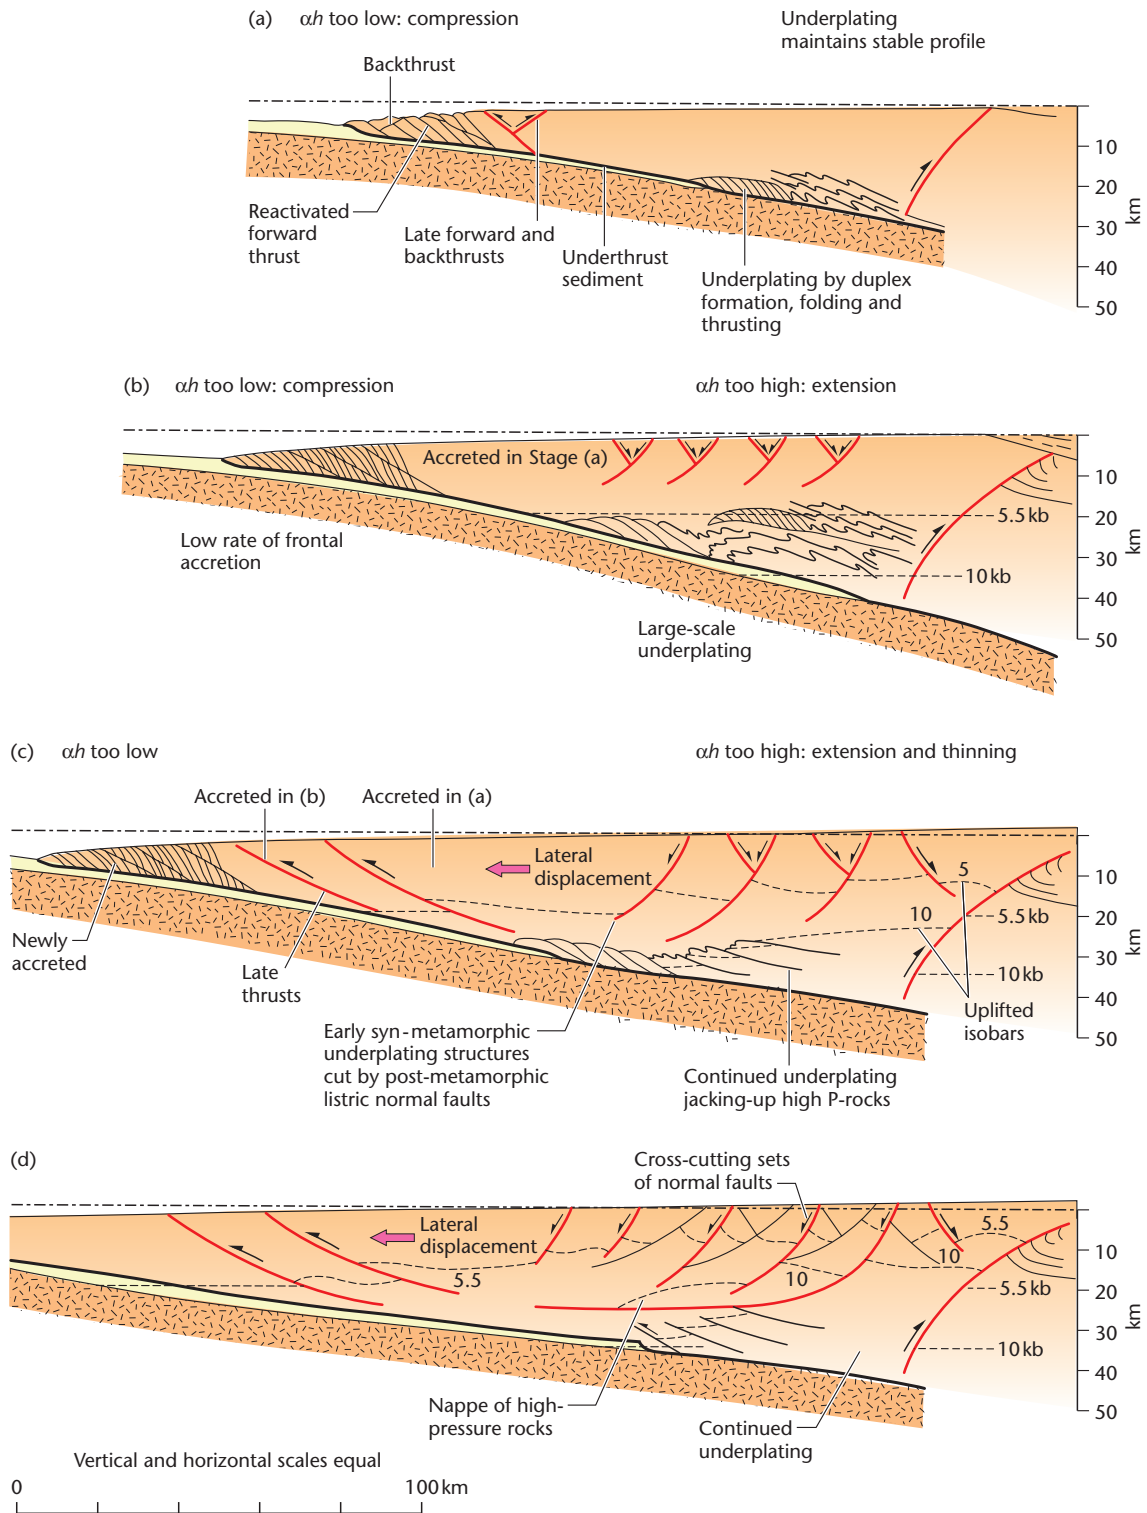 (a) αh too low: compression
Underplating
maintains stable profile
Backthrust
10
20
30
40
50
km
Reactivated
forward
thrust
Late forward and
backthrusts
Underthrust
sediment
Underplating by duplex
formation, folding and
thrusting
(b) αh too low: compression
αh too high: extension
Accreted in Stage (a)
5.5 kb
10 kb
10
20
30
40
50
km
Low rate of frontal
accretion
Large-scale
underplating
(c) αh too low
αh too high: extension and thinning
Accreted in (b)
Accreted in (a)
Lateral
displacement
5
10
5.5 kb
10 kb
10
20
30
40
50
km
Newly
accreted
Late
thrusts
Uplifted
isobars
Early syn-metamorphic
underplating structures
cut by post-metamorphic
listric normal faults
Continued underplating
jacking-up high P-rocks
(d)
Cross-cutting sets
of normal faults
Lateral
displacement
5.5
10
5.5
10
5.5 kb
10 kb
10
20
30
40
50
km
Nappe of high-
pressure rocks
Continued
underplating
Vertical and horizontal scales equal
0
100 km